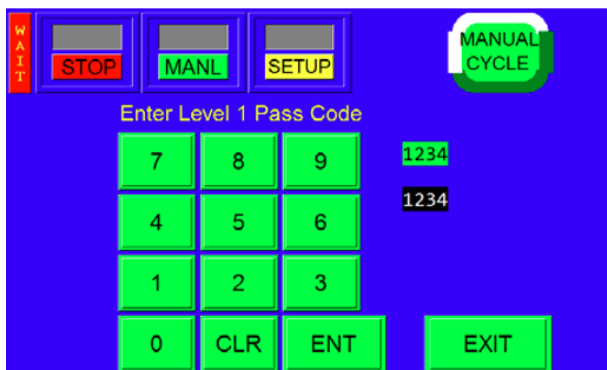 WAIT
STOP
MANL
SETUP
MANUAL
CYCLE
Enter Level 1 Pass Code
7 8 9 1234
1234
4 5 6
1 2 3
0 CLR ENT EXIT